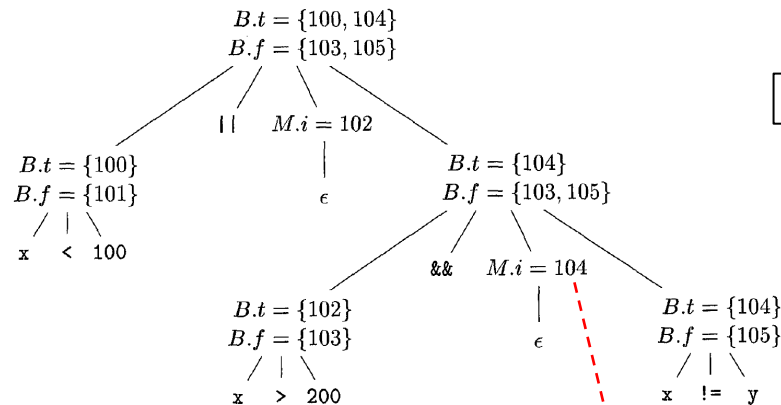 B.t = {100, 104}
B.f = {103, 105}
|| M.i = 102
B.t = {100}
B.f = {101}
ϵ
B.t = {104}
B.f = {103, 105}
x < 100
&& M.i = 104
B.t = {102}
B.f = {103}
ϵ
B.t = {104}
B.f = {105}
x > 200
x != y